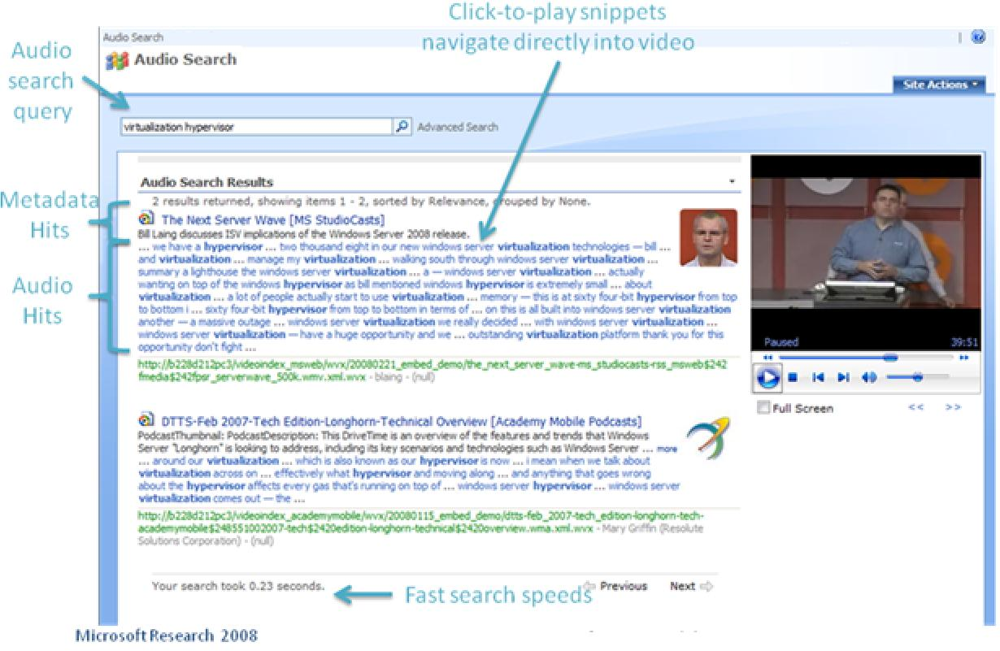 Click-to-play snippets
navigate directly into video
Audio
search
query
Metadata
Hits
Audio
Hits
Audio Search
Audio Search
Site Actions
virtualization hypervisor
Advanced Search
Audio Search Results
2 results returned, showing items 1 - 2, sorted by Relevance, grouped by None.
The Next Server Wave [MS StudioCasts]
Bill Laing discusses ISV implications of the Windows Server 2008 release.
... we have a hypervisor ... two thousand eight in our new windows server virtualization technologies — bill ...
and virtualization ... manage my virtualization ... walking south through windows server virtualization ...
summary a lighthouse the windows server virtualization ... a — windows server virtualization ... actually
wanting on top of the windows hypervisor as bill mentioned windows hypervisor is extremely small ... about
virtualization ... a lot of people actually start to use virtualization ... memory — this is at sixty four-bit hypervisor from top
to bottom i ... sixty four-bit hypervisor from top to bottom in terms of ... on this is all built into windows server virtualization
another — a massive outage ... windows server virtualization we really decided ... with windows server virtualization ...
windows server virtualization — have a huge opportunity and we ... outstanding virtualization platform thank you for this
opportunity don't fight ...
http://b228d212pc3/videoindex_msweb/wvx/20080221_embed_demo/the_next_server_wave-ms_studiocasts-rss_msweb$242
fmedia$242fpsr_serverwave_500k.wmv.xml.wvx - blaing - (null)
DTTS-Feb 2007-Tech Edition-Longhorn-Technical Overview [Academy Mobile Podcasts]
PodcastThumbnail: PodcastDescription: This DriveTime is an overview of the features and trends that Windows
Server "Longhorn" is looking to address, including its key scenarios and technologies such as Windows Server ... more
... around our virtualization ... which is also known as our hypervisor is now ... i mean when we talk about
virtualization across on ... effectively what hypervisor and moving along ... and anything that goes wrong
about the hypervisor affects every gas that's running on top of ... windows server hypervisor ... windows server
virtualization comes out — the ...
http://b228d212pc3/videoindex_academymobile/wvx/20080115_embed_demo/dtts-feb_2007-tech_edition-longhorn-tech-
academymobile$248551002007-tech$2420edition-longhorn-technical$2420overview.wma.xml.wvx - Mary Griffin (Resolute
Solutions Corporation) - (null)
Paused 39:51
Full Screen << >>
Your search took 0.23 seconds.
Fast search speeds
Previous Next
Microsoft Research 2008